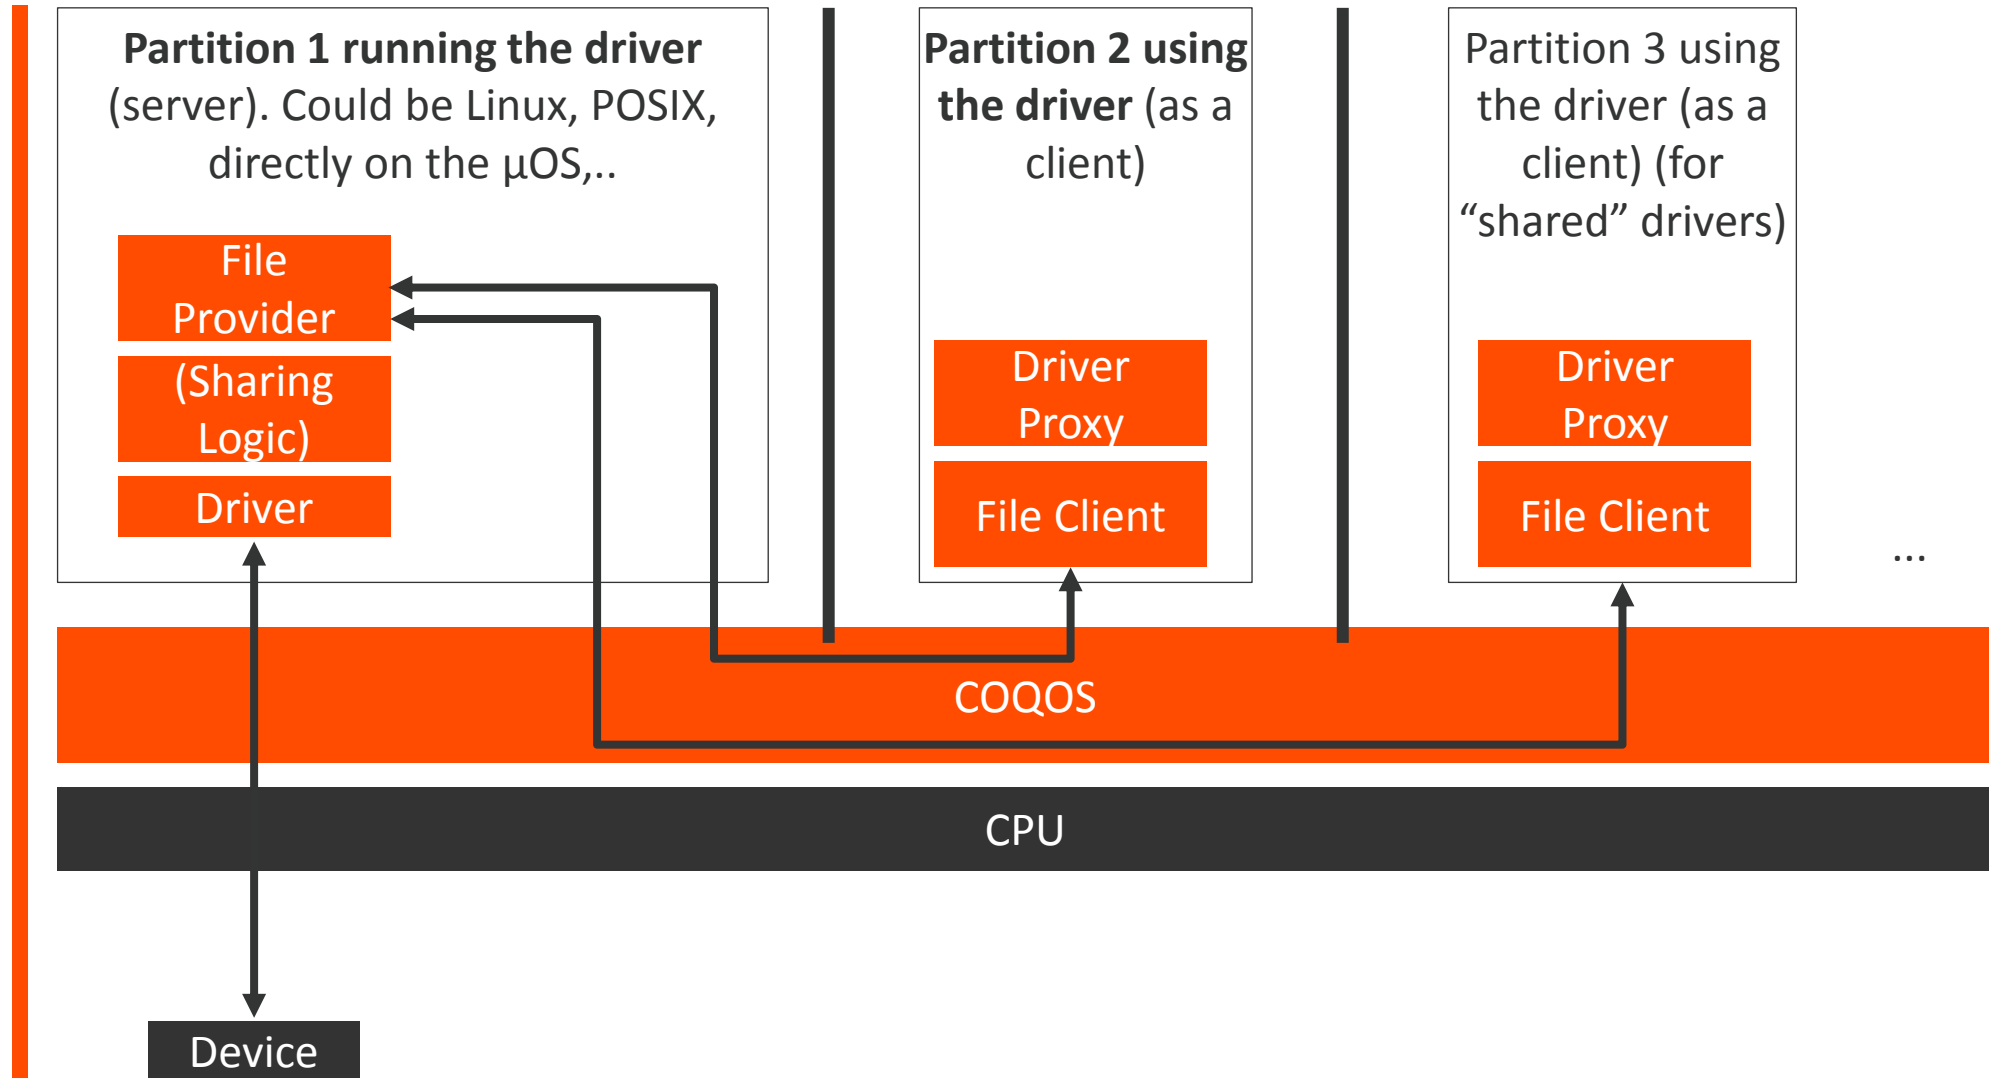 Partition 1 running the driver
(server). Could be Linux, POSIX,
directly on the µOS,..
File
Provider
(Sharing
Logic)
Driver
Partition 2 using
the driver (as a
client)
Driver
Proxy
File Client
Partition 3 using
the driver (as a
client) (for
“shared” drivers)
Driver
Proxy
File Client
...
COQOS
CPU
Device